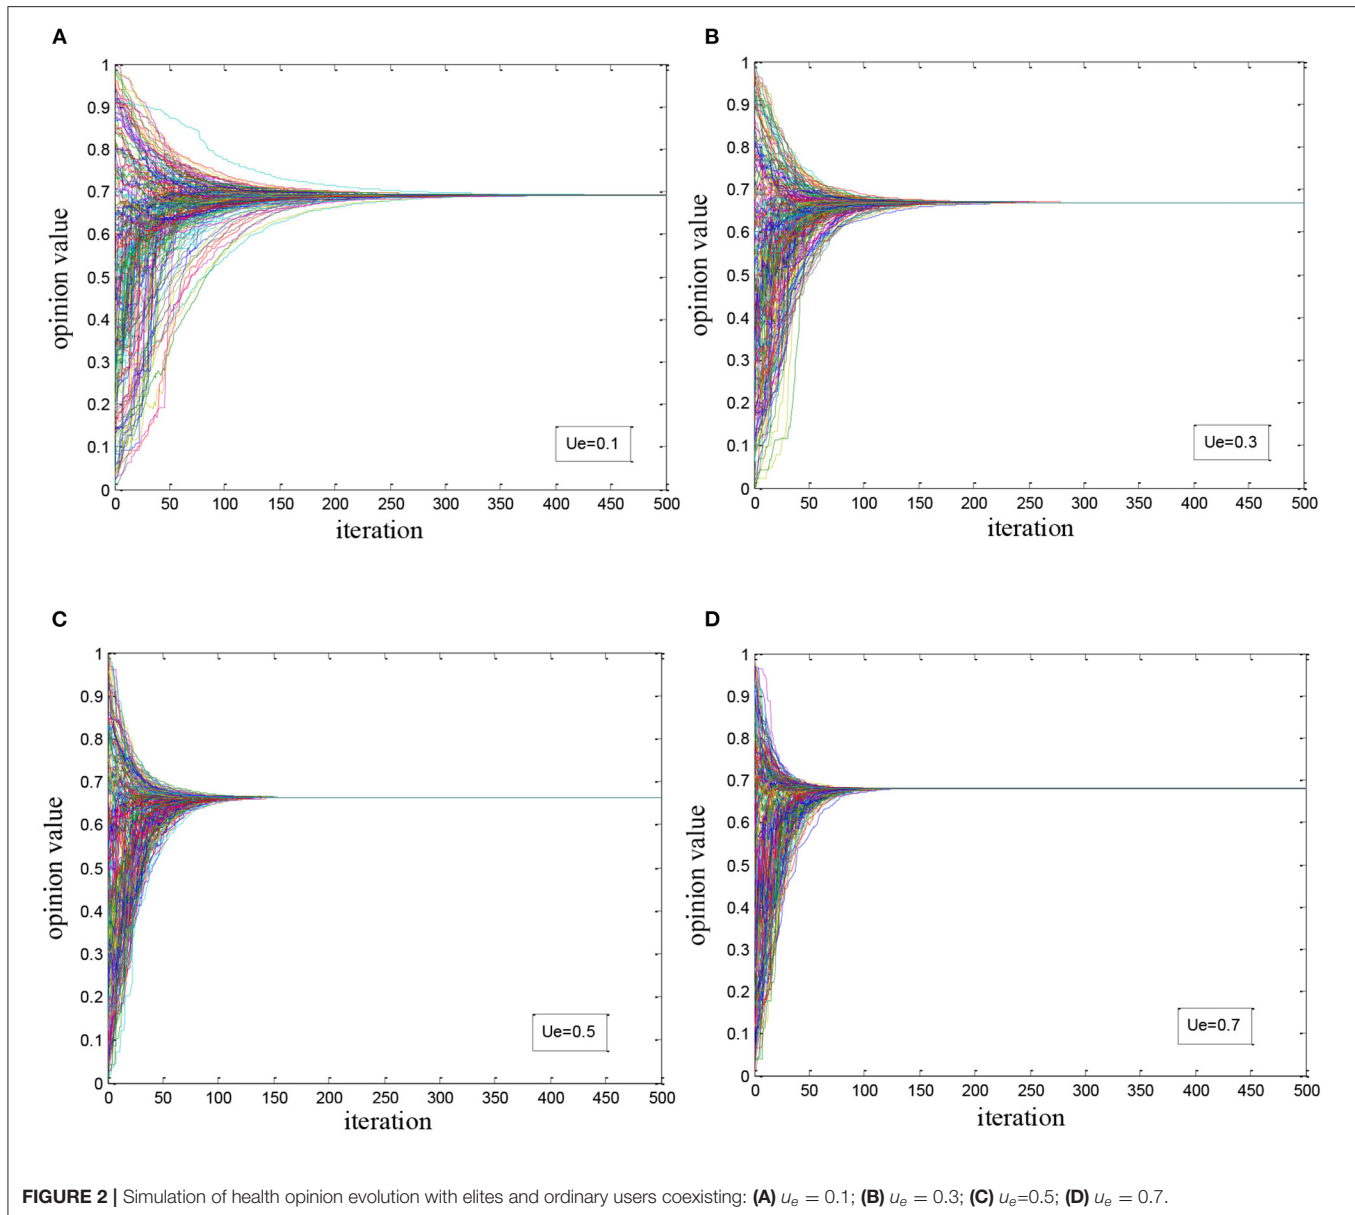 A
1
0.9
0.8
0.7
0.6
0.5
0.4
0.3
0.2
0.1
0
opinion value
Ue=0.1
0 50 100 150 200 250 300 350 400 450 500
iteration
B
1
0.9
0.8
0.7
0.6
0.5
0.4
0.3
0.2
0.1
0
opinion value
Ue=0.3
0 50 100 150 200 250 300 350 400 450 500
iteration
C
1
0.9
0.8
0.7
0.6
0.5
0.4
0.3
0.2
0.1
0
opinion value
Ue=0.5
0 50 100 150 200 250 300 350 400 450 500
iteration
D
1
0.9
0.8
0.7
0.6
0.5
0.4
0.3
0.2
0.1
0
opinion value
Ue=0.7
0 50 100 150 200 250 300 350 400 450 500
iteration
FIGURE 2 | Simulation of health opinion evolution with elites and ordinary users coexisting: (A) u_e = 0.1; (B) u_e = 0.3; (C) u_e=0.5; (D) u_e = 0.7.